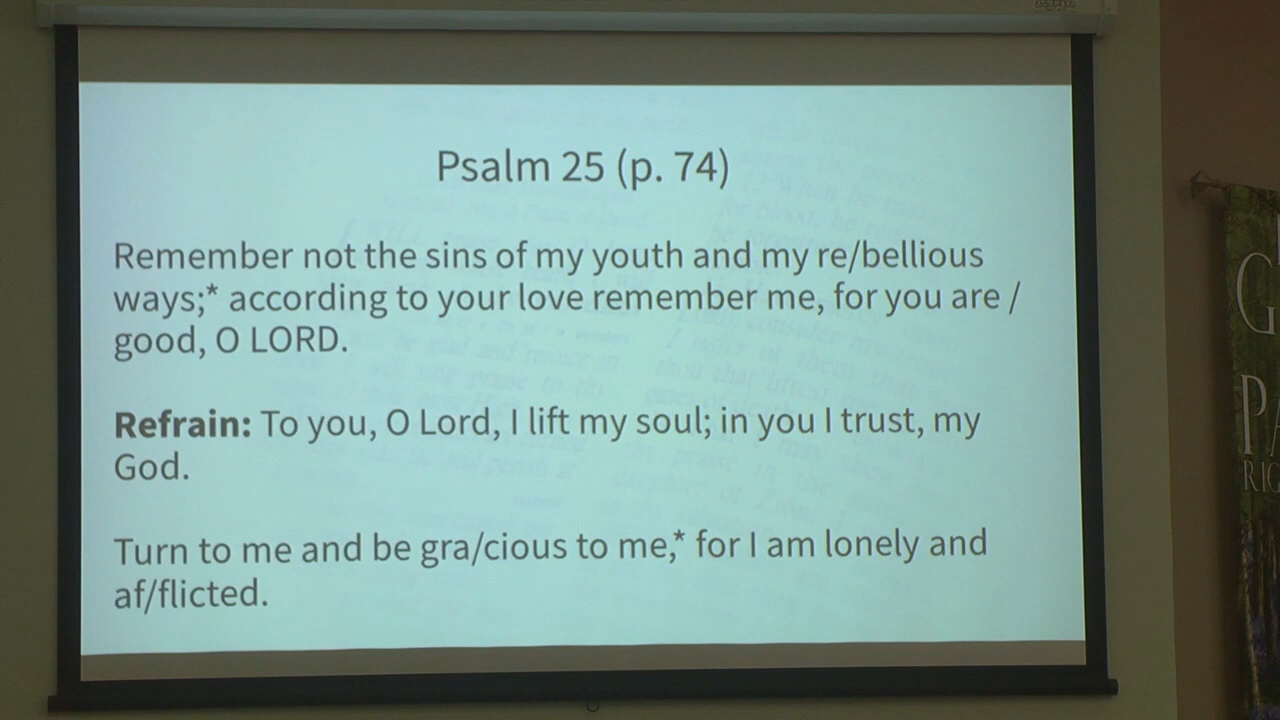 Psalm 25 (p. 74)
Remember not the sins of my youth and my re/bellious
ways;* according to your love remember me, for you are /
good, O LORD.
Refrain: To you, O Lord, I lift my soul; in you I trust, my
God.
Turn to me and be gra/cious to me,* for I am lonely and
af/flicted.